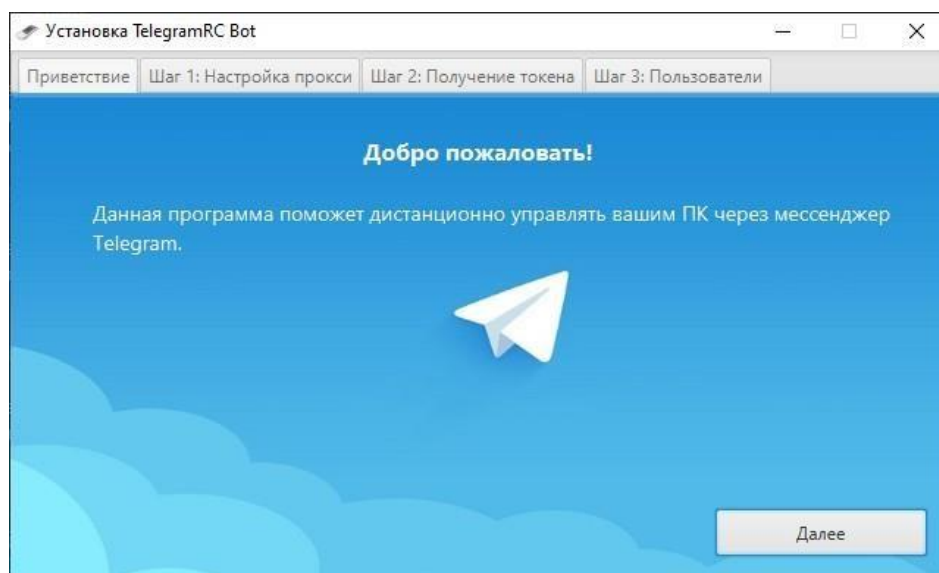 Установка TelegramRC Bot
Приветствие Шаг 1: Настройка прокси Шаг 2: Получение токена Шаг 3: Пользователи
Добро пожаловать!
Данная программа поможет дистанционно управлять вашим ПК через мессенджер
Telegram.
Далее